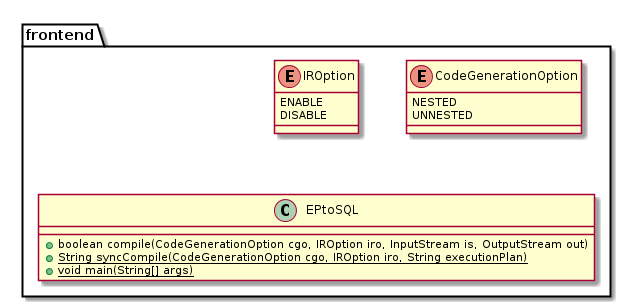 frontend
E IROption
ENABLE
DISABLE
E CodeGenerationOption
NESTED
UNNESTED
C EPtoSQL
boolean compile(CodeGenerationOption cgo, IROption iro, InputStream is, OutputStream out)
String syncCompile(CodeGenerationOption cgo, IROption iro, String executionPlan)
void main(String[] args)